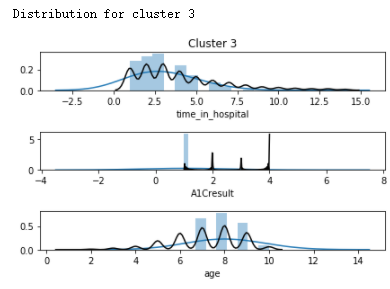 Distribution for cluster 3
Cluster 3
0.2
0.0
−2.5 0.0 2.5 5.0 7.5 10.0 12.5 15.0
time_in_hospital
5
0
−4 −2 0 2 4 6 8
A1Cresult
0.5
0.0
0 2 4 6 8 10 12 14
age